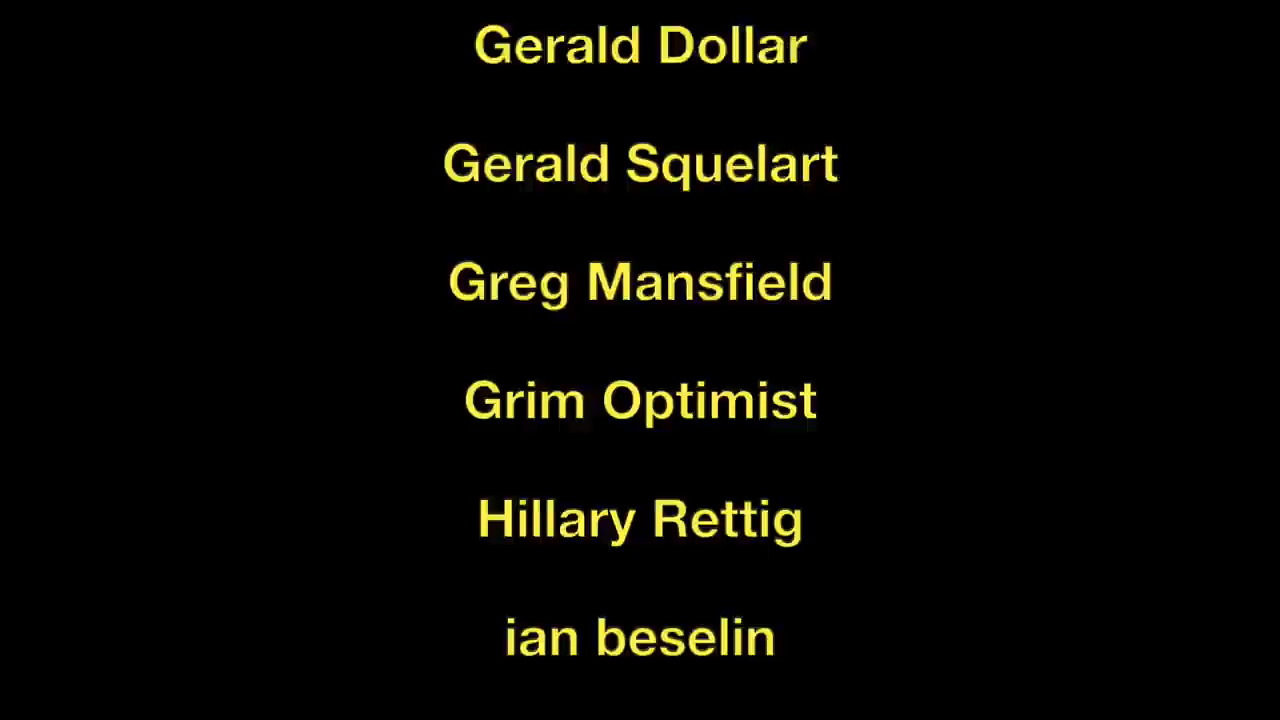 Gerald Dollar
Gerald Squelart
Greg Mansfield
Grim Optimist
Hillary Rettig
ian beselin